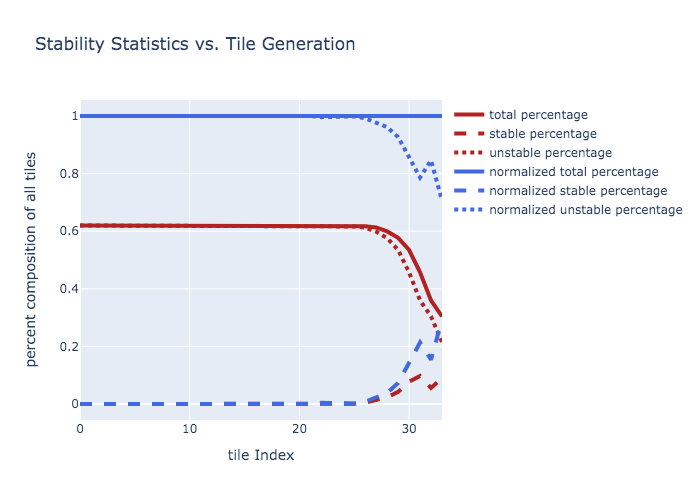 Stability Statistics vs. Tile Generation
percent composition of all tiles
1
0.8
0.6
0.4
0.2
0
0 10 20 30
tile Index
total percentage
stable percentage
unstable percentage
normalized total percentage
normalized stable percentage
normalized unstable percentage